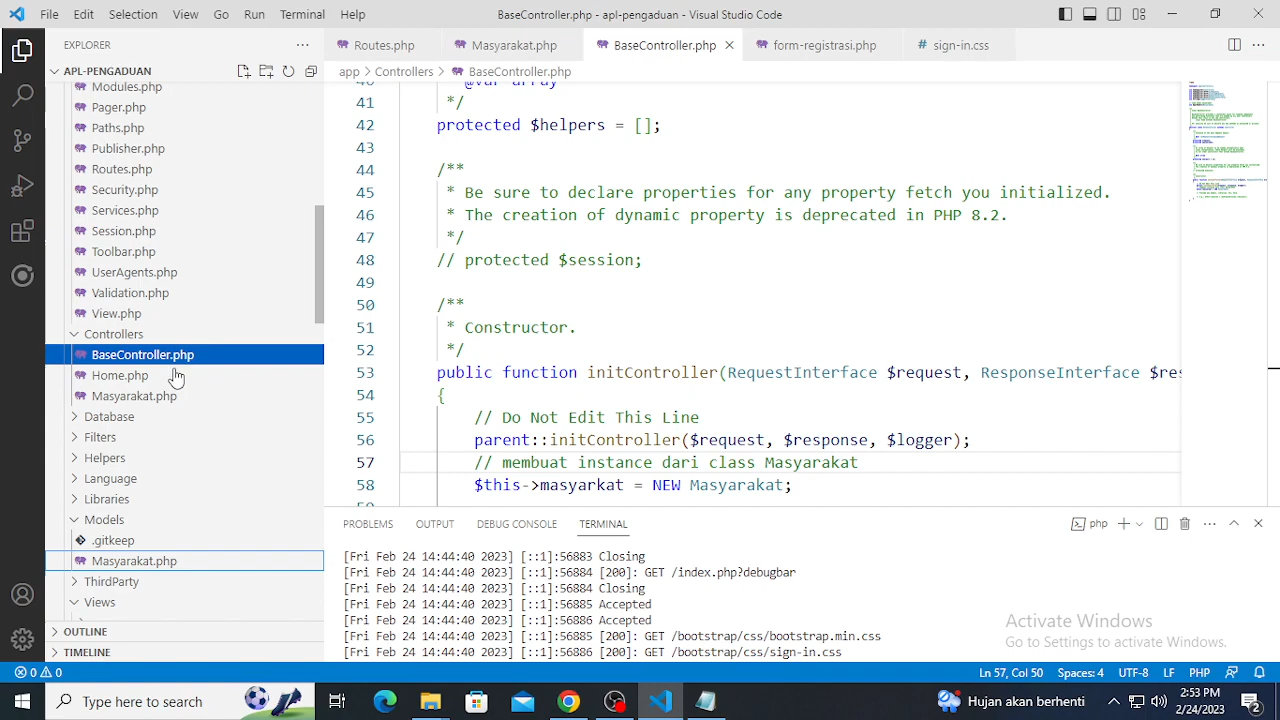 File Edit Selection View Go Run Terminal Help
BaseController.php - apl-pengaduan - Visual Studio Code
EXPLORER
Routes.php
Masyarakat.php
BaseController.php
form-registrasi.php
# sign-in.css
APL-PENGADUAN
app > Controllers > BaseController.php
Modules.php
Pager.php
Paths.php
Publisher.php
Routes.php
Security.php
Services.php
Session.php
Toolbar.php
UserAgents.php
Validation.php
View.php
Controllers
BaseController.php
Home.php
Masyarakat.php
Database
Filters
Helpers
Language
Libraries
Models
.gitkeep
Masyarakat.php
ThirdParty
Views
OUTLINE
TIMELINE
40 @var array
41 */
42 protected $helpers = [];
43
44 /**
45 * Be sure to declare properties for any property fetch you initialized.
46 * The creation of dynamic property is deprecated in PHP 8.2.
47 */
48 // protected $session;
49
50 /**
51 * Constructor.
52 */
53 public function initController(RequestInterface $request, ResponseInterface $res
54 {
55 // Do Not Edit This Line
56 parent::initController($request, $response, $logger);
57 // membuat instance dari class Masyarakat
58 $this->masyarkat = NEW Masyarakat;
59
PROBLEMS OUTPUT DEBUG CONSOLE TERMINAL
php
[Fri Feb 24 14:44:40 2023] [::1]:56883 Closing
[Fri Feb 24 14:44:40 2023] [::1]:56884 [200]: GET /index.php?debugbar
[Fri Feb 24 14:44:40 2023] [::1]:56884 Closing
[Fri Feb 24 14:44:40 2023] [::1]:56885 Accepted
[Fri Feb 24 14:44:40 2023] [::1]:56886 Accepted
[Fri Feb 24 14:44:40 2023] [::1]:56885 [200]: GET /bootstrap/css/bootstrap.min.css
[Fri Feb 24 14:44:40 2023] [::1]:56886 [200]: GET /bootstrap/css/sign-in.css
Activate Windows
Go to Settings to activate Windows.
0 0
Ln 57, Col 50 Spaces: 4 UTF-8 LF PHP
Type here to search
Hujan akan berhenti
2:53 PM
2/24/2023
2